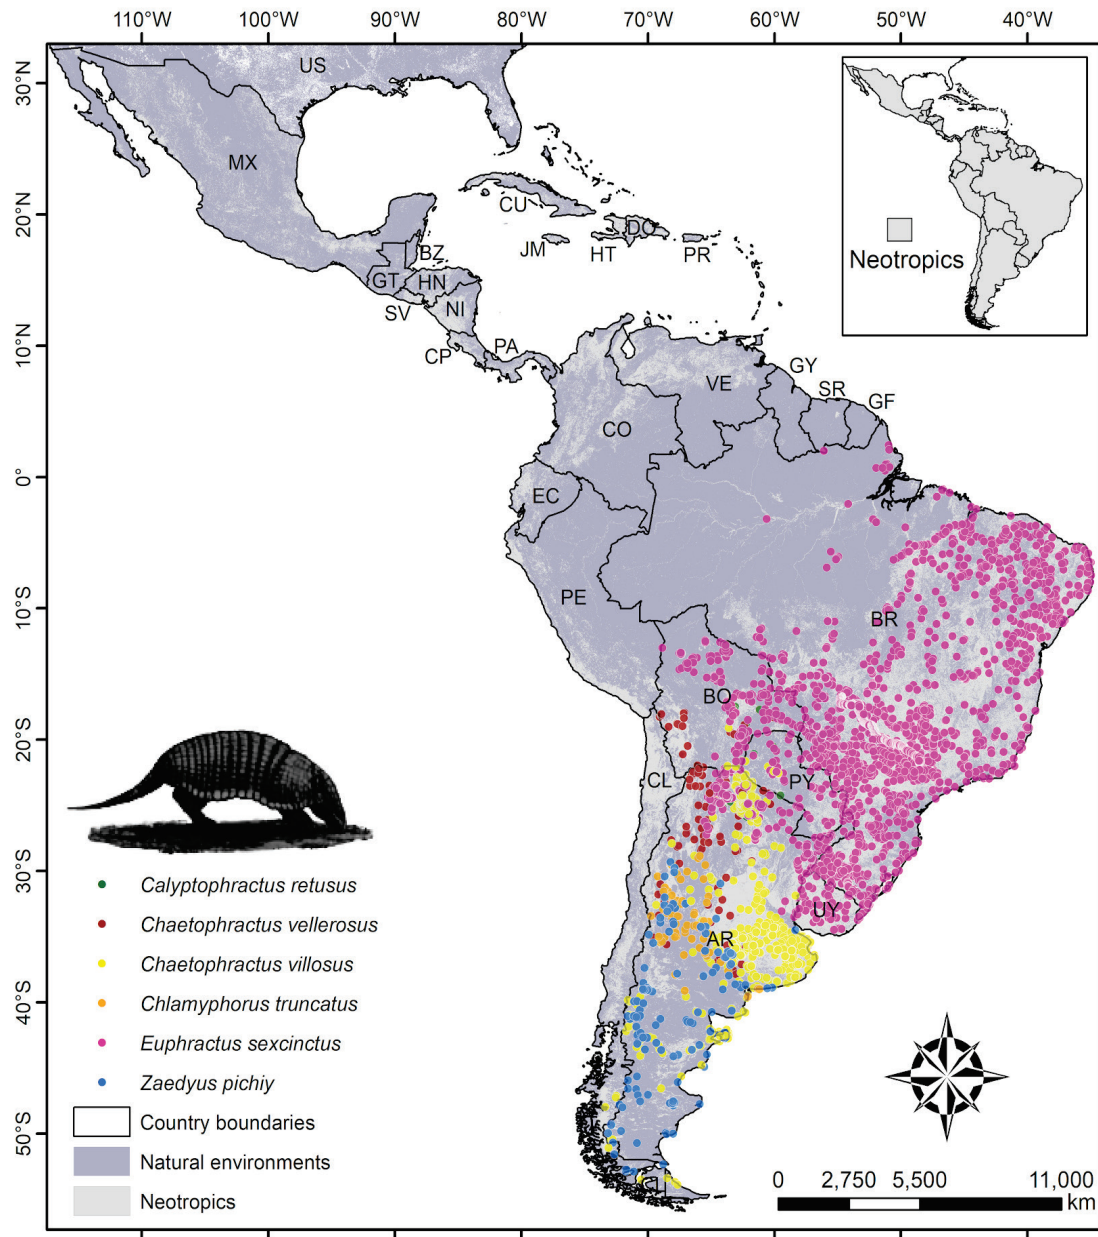 110°W 100°W 90°W 80°W 70°W 60°W 50°W 40°W
30°N
20°N
10°N
0°
10°S
20°S
30°S
40°S
50°S
US
MX
CU
DO
JM
HT
PR
BZ
GT
HN
SV
NI
CP
PA
VE
GY
SR
GF
CO
EC
PE
BR
BO
PY
CL
UY
AR
Neotropics
Calyptophractus retusus
Chaetophractus vellerosus
Chaetophractus villosus
Chlamyphorus truncatus
Euphractus sexcinctus
Zaedyus pichiy
Country boundaries
Natural environments
Neotropics
0 2,750 5,500 11,000
km